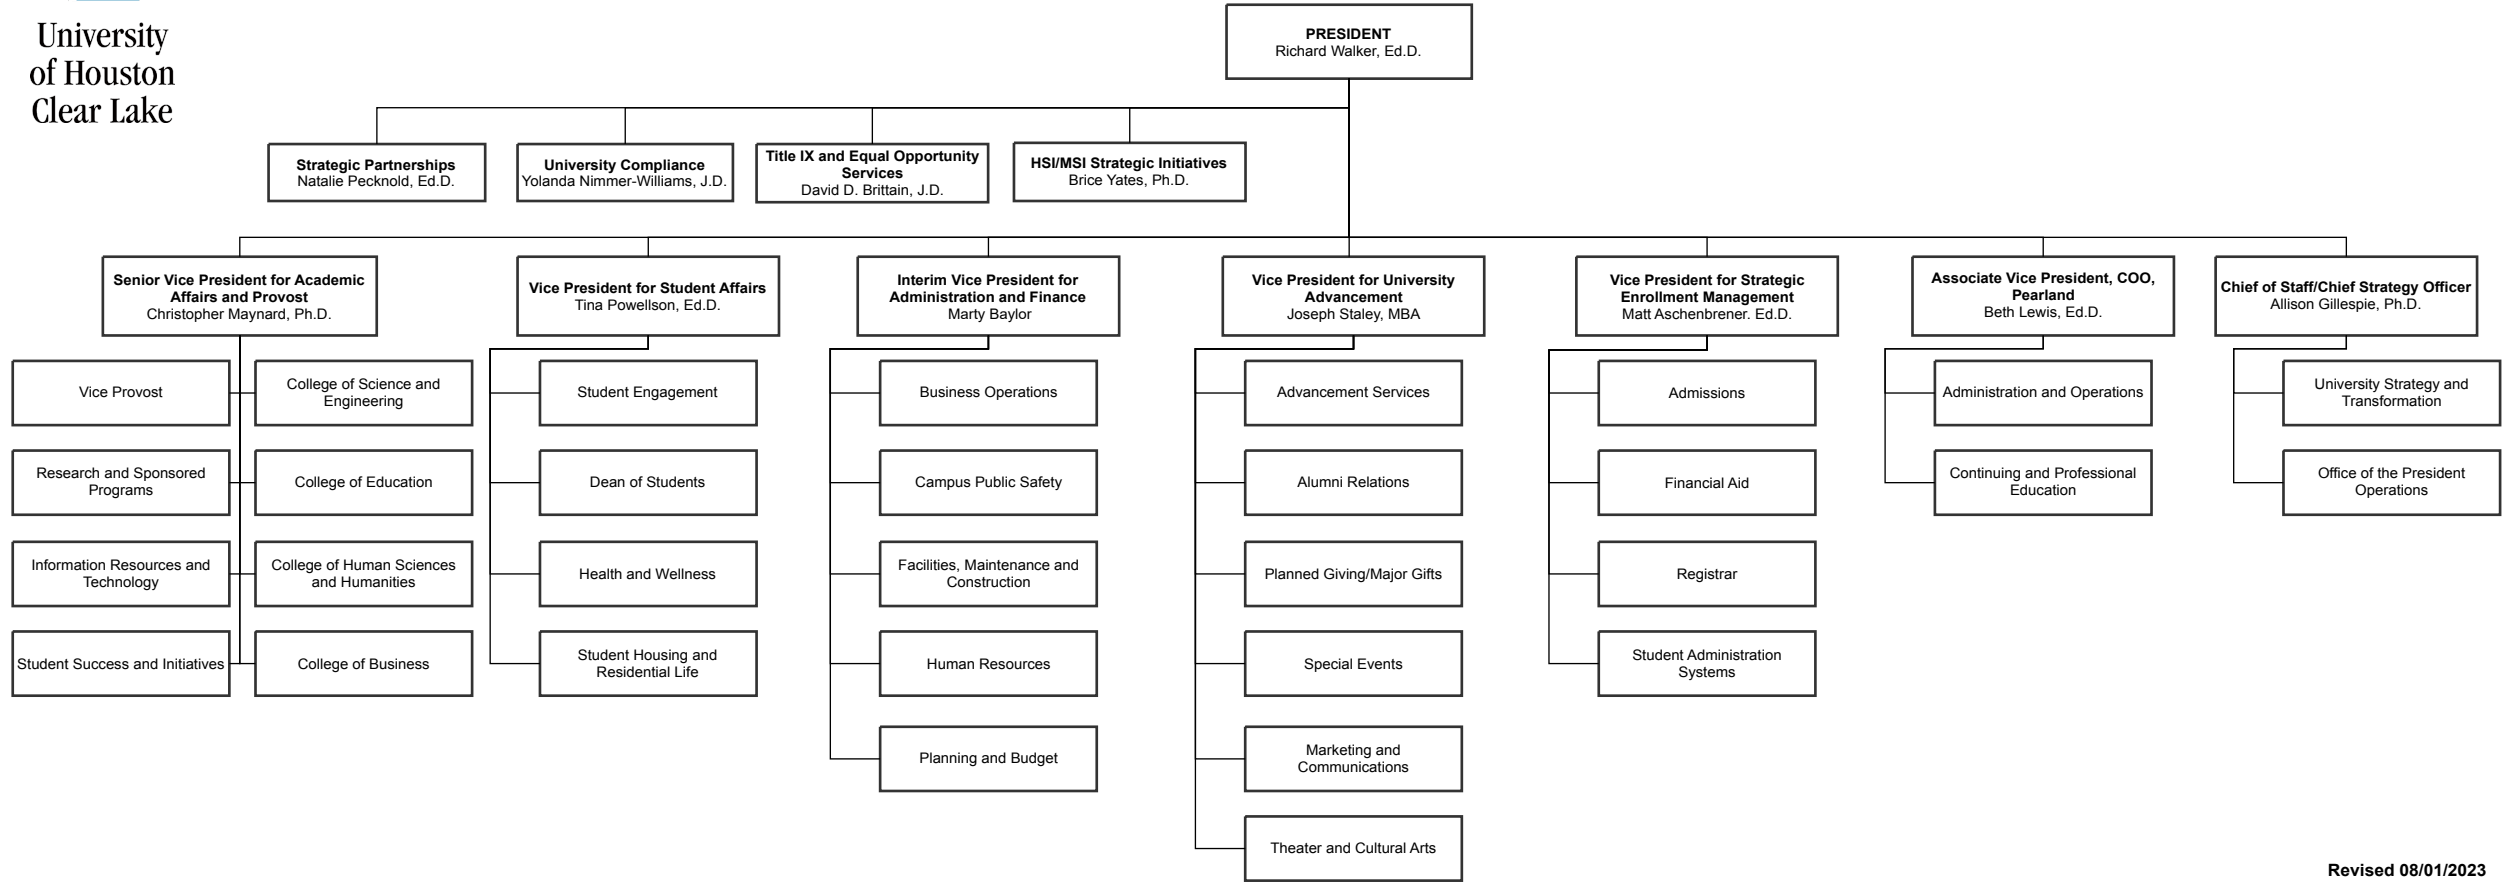 University
of Houston
Clear Lake
PRESIDENT
Richard Walker, Ed.D.
Strategic Partnerships
Natalie Pecknold, Ed.D.
University Compliance
Yolanda Nimmer-Williams, J.D.
Title IX and Equal Opportunity
Services
David D. Brittain, J.D.
HSI/MSI Strategic Initiatives
Brice Yates, Ph.D.
Senior Vice President for Academic
Affairs and Provost
Christopher Maynard, Ph.D.
Vice President for Student Affairs
Tina Powellson, Ed.D.
Interim Vice President for
Administration and Finance
Marty Baylor
Vice President for University
Advancement
Joseph Staley, MBA
Vice President for Strategic
Enrollment Management
Matt Aschenbrener. Ed.D.
Associate Vice President, COO,
Pearland
Beth Lewis, Ed.D.
Chief of Staff/Chief Strategy Officer
Allison Gillespie, Ph.D.
Vice Provost
College of Science and
Engineering
Student Engagement
Business Operations
Advancement Services
Admissions
Administration and Operations
University Strategy and
Transformation
Research and Sponsored
Programs
College of Education
Dean of Students
Campus Public Safety
Alumni Relations
Financial Aid
Continuing and Professional
Education
Office of the President
Operations
Information Resources and
Technology
College of Human Sciences
and Humanities
Health and Wellness
Facilities, Maintenance and
Construction
Planned Giving/Major Gifts
Registrar
Student Success and Initiatives
College of Business
Student Housing and
Residential Life
Human Resources
Special Events
Student Administration
Systems
Planning and Budget
Marketing and
Communications
Theater and Cultural Arts
Revised 08/01/2023